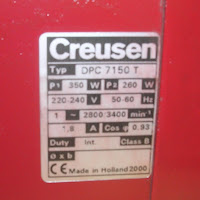 Creusen
Typ DPC 7150 T
P1 350 W P2 260 W
220-240 V 50-60 Hz
1 ~ 2800/3400 min⁻¹
1,8 A Cos φ 0.93
Duty Int. Class B
ø x b
CE Made in Holland 2000